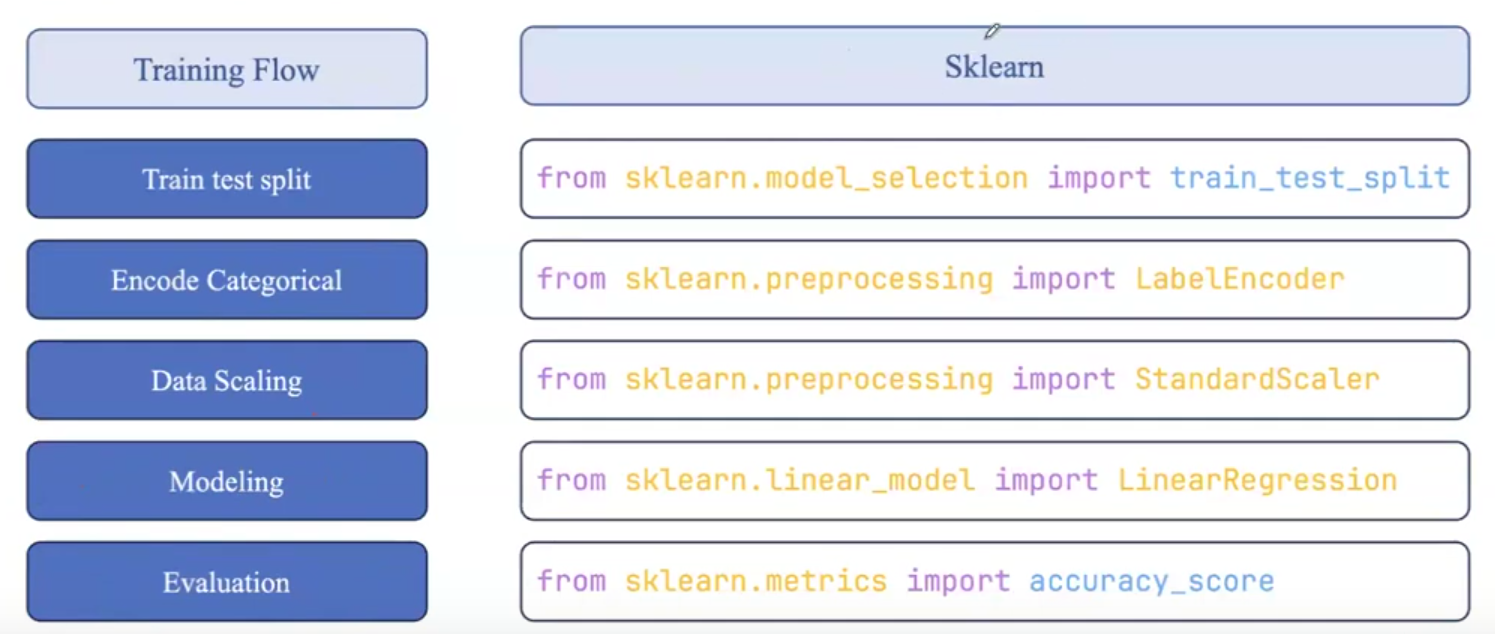 Training Flow
Sklearn
Train test split
from sklearn.model_selection import train_test_split
Encode Categorical
from sklearn.preprocessing import LabelEncoder
Data Scaling
from sklearn.preprocessing import StandardScaler
Modeling
from sklearn.linear_model import LinearRegression
Evaluation
from sklearn.metrics import accuracy_score